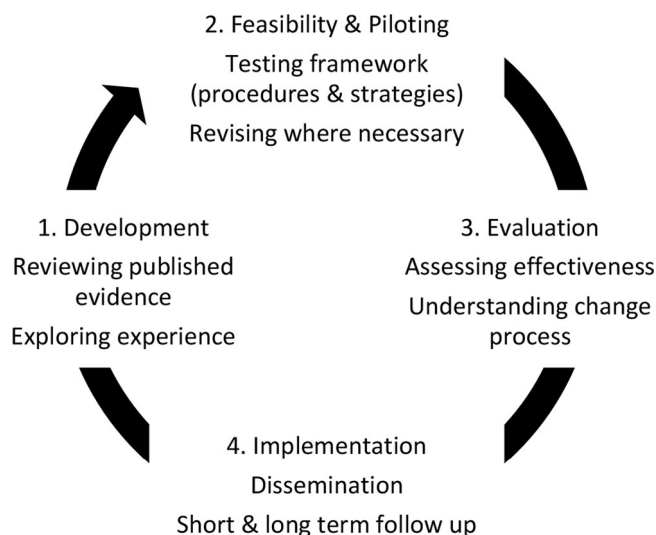 2. Feasibility & Piloting
Testing framework
(procedures & strategies)
Revising where necessary
1. Development
Reviewing published
evidence
Exploring experience
3. Evaluation
Assessing effectiveness
Understanding change
process
4. Implementation
Dissemination
Short & long term follow up